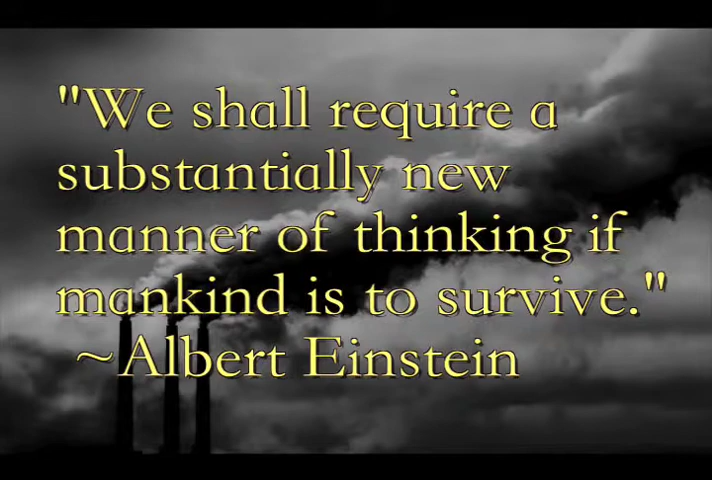 "We shall require a
substantially new
manner of thinking if
mankind is to survive."
~Albert Einstein